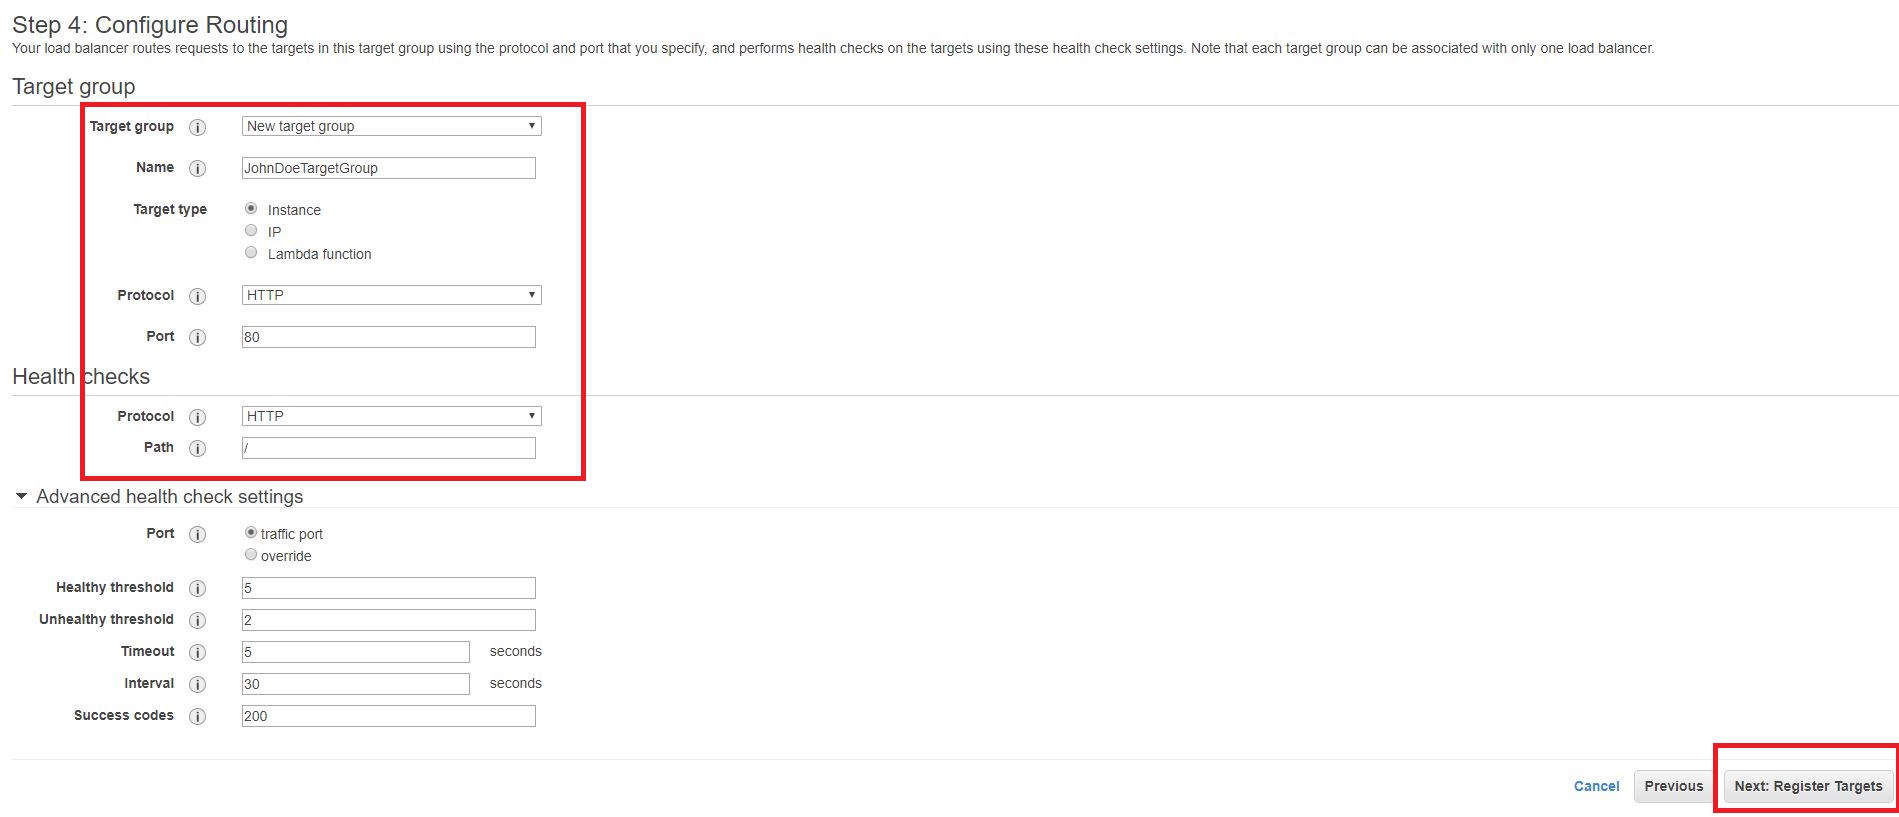 Step 4: Configure Routing
Your load balancer routes requests to the targets in this target group using the protocol and port that you specify, and performs health checks on the targets using these health check settings. Note that each target group can be associated with only one load balancer.
Target group
Target group i New target group
Name i JohnDoeTargetGroup
Target type Instance
IP
Lambda function
Protocol i HTTP
Port i 80
Health checks
Protocol i HTTP
Path i /
Advanced health check settings
Port i traffic port
override
Healthy threshold i 5
Unhealthy threshold i 2
Timeout i 5 seconds
Interval i 30 seconds
Success codes i 200
Cancel Previous Next: Register Targets